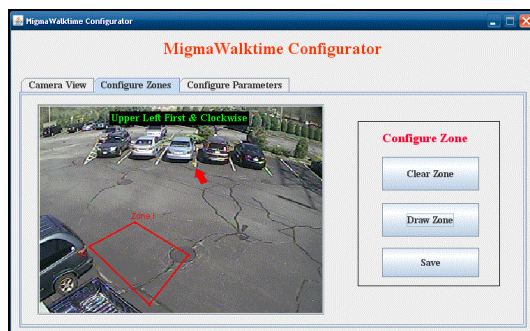 MigmaWalktime Configurator
MigmaWalktime Configurator
Camera View
Configure Zones
Configure Parameters
Upper Left First & Clockwise
Configure Zone
Clear Zone
Zone 1
Draw Zone
Save